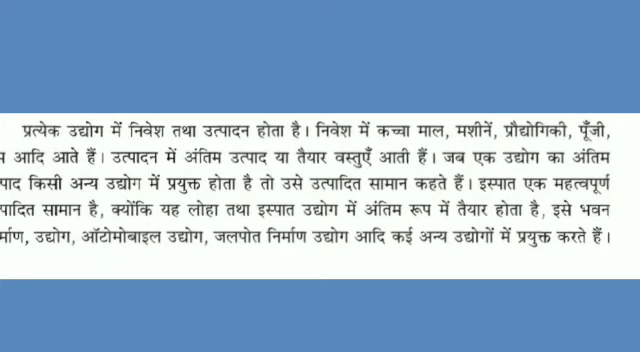 प्रत्येक उद्योग में निवेश तथा उत्पादन होता है। निवेश में कच्चा माल, मशीनें, प्रौद्योगिकी, पूँजी,
आदि आते हैं। उत्पादन में अंतिम उत्पाद या तैयार वस्तुएँ आती हैं। जब एक उद्योग का अंतिम
पाद किसी अन्य उद्योग में प्रयुक्त होता है तो उसे उत्पादित सामान कहते हैं। इस्पात एक महत्वपूर्ण
पादित सामान है, क्योंकि यह लोहा तथा इस्पात उद्योग में अंतिम रूप में तैयार होता है, इसे भवन
र्माण, उद्योग, ऑटोमोबाइल उद्योग, जलपोत निर्माण उद्योग आदि कई अन्य उद्योगों में प्रयुक्त करते हैं।